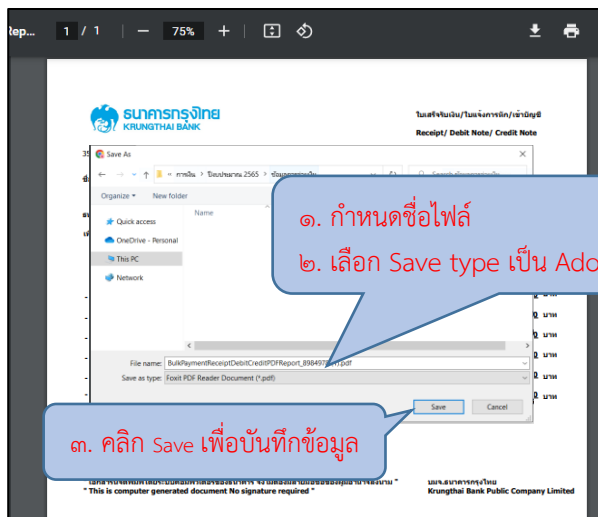 1 / 1 75%
ธนาคารกรุงไทย
KRUNGTHAI BANK
ใบเสร็จรับเงิน/ใบแจ้งการหัก/เข้าบัญชี
Receipt/ Debit Note/ Credit Note
Save As
« การเงิน > ปีงบประมาณ 2565 >
Organize New folder
Quick access
OneDrive - Personal
This PC
Network
Name
๑. กำหนดชื่อไฟล์
๒. เลือก Save type เป็น Ado
บาท
บาท
บาท
บาท
บาท
File name: BulkPaymentReceiptDebitCreditPDFReport_898497
Save as type: Foxit PDF Reader Document (*.pdf)
Save Cancel
๓. คลิก Save เพื่อบันทึกข้อมูล
" This is computer generated document No signature required "
บมจ.ธนาคารกรุงไทย
Krungthai Bank Public Company Limited